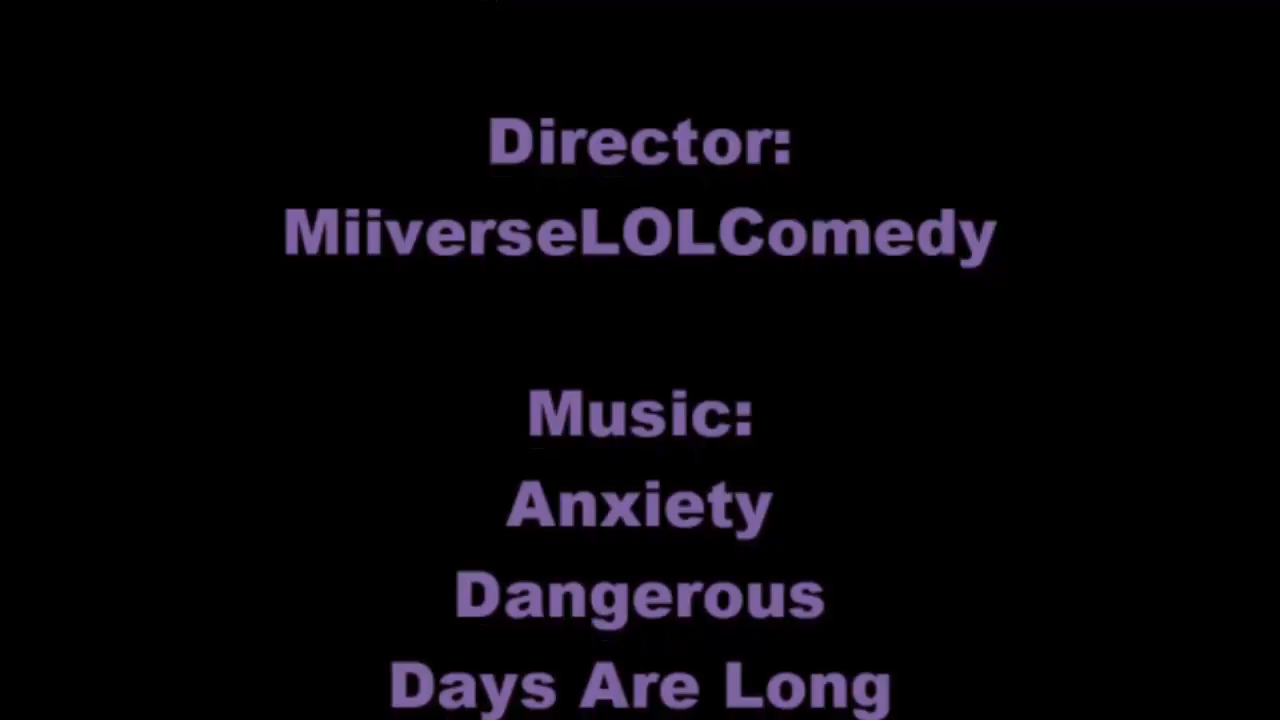 Director:
MiiverseLOLComedy
Music:
Anxiety
Dangerous
Days Are Long